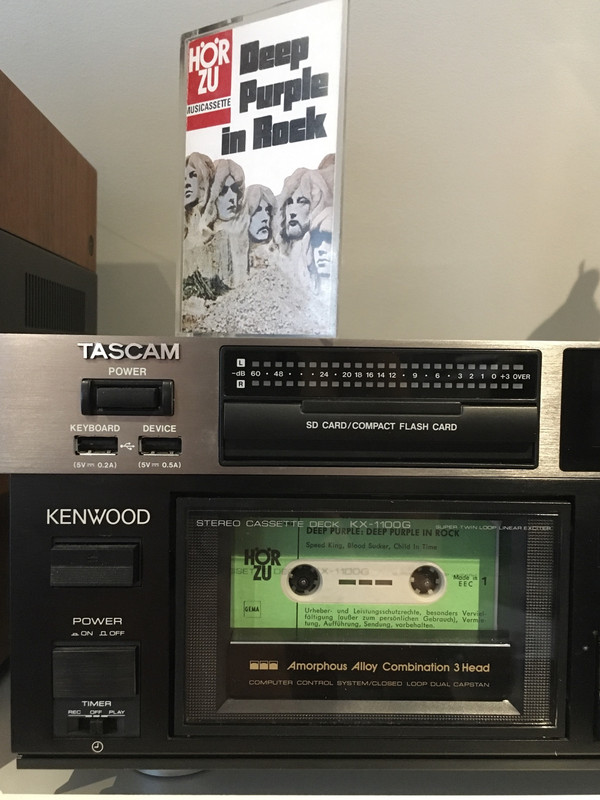 HÖR
ZU
MUSICASSETTE
Deep
Purple
in Rock
TASCAM
POWER
KEYBOARD DEVICE
(5V 0.2A) (5V 0.5A)
L
-dB 60 · 48 · · · 24 · 20 18 16 14 12 · 9 · 6 · 3 2 1 0 +3 OVER
R
SD CARD/COMPACT FLASH CARD
KENWOOD
POWER
ON OFF
TIMER
REC OFF PLAY
STEREO CASSETTE DECK KX-1100G SUPER TWIN LOOP LINEAR EXCITER
DEEP PURPLE: DEEP PURPLE IN ROCK
Speed King, Blood Sucker, Child In Time
HÖR
ZU
Made in
EEC
1
GEMA
Urheber- und Leistungsschutzrechte, besonders Verviel-
fältigung (außer zum persönlichen Gebrauch), Vermie-
tung, Aufführung, Sendung, vorbehalten.
Amorphous Alloy Combination 3 Head
COMPUTER CONTROL SYSTEM/CLOSED LOOP DUAL CAPSTAN